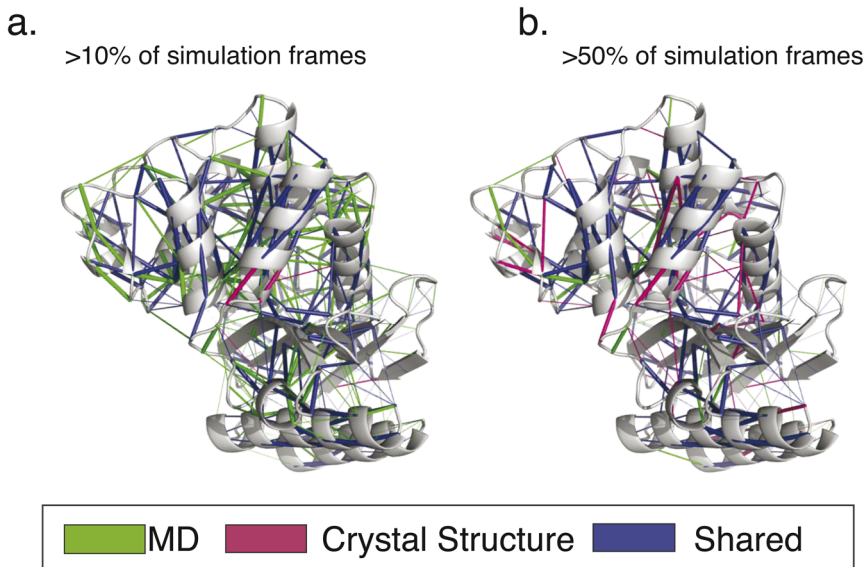 a.
>10% of simulation frames
b.
>50% of simulation frames
MD
Crystal Structure
Shared